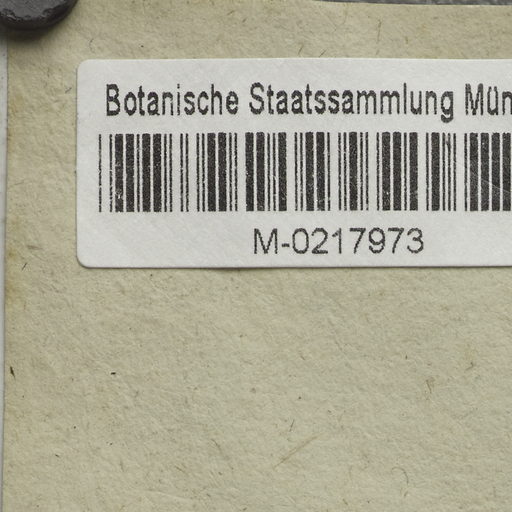 Botanische Staatssammlung Mün
M-0217973